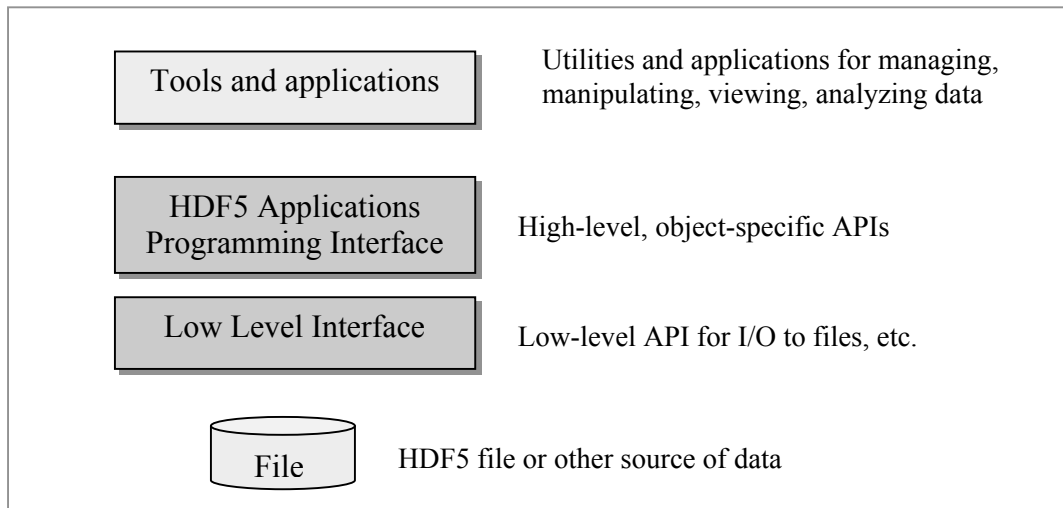 Tools and applications
Utilities and applications for managing,
manipulating, viewing, analyzing data
HDF5 Applications
Programming Interface
High-level, object-specific APIs
Low Level Interface
Low-level API for I/O to files, etc.
File
HDF5 file or other source of data